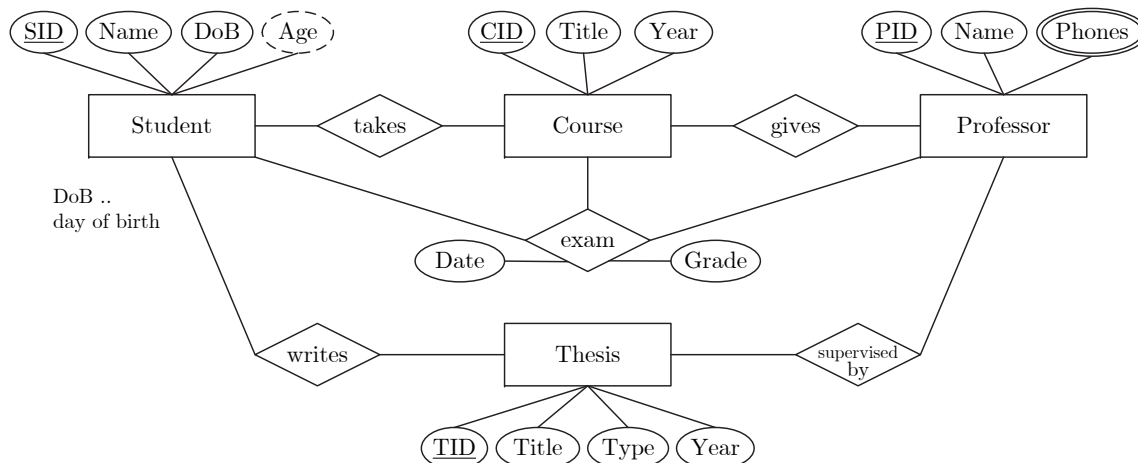 SID Name DoB Age CID Title Year PID Name Phones
Student takes Course gives Professor
DoB ..
day of birth
exam
Date Grade
writes Thesis supervised
by
TID Title Type Year